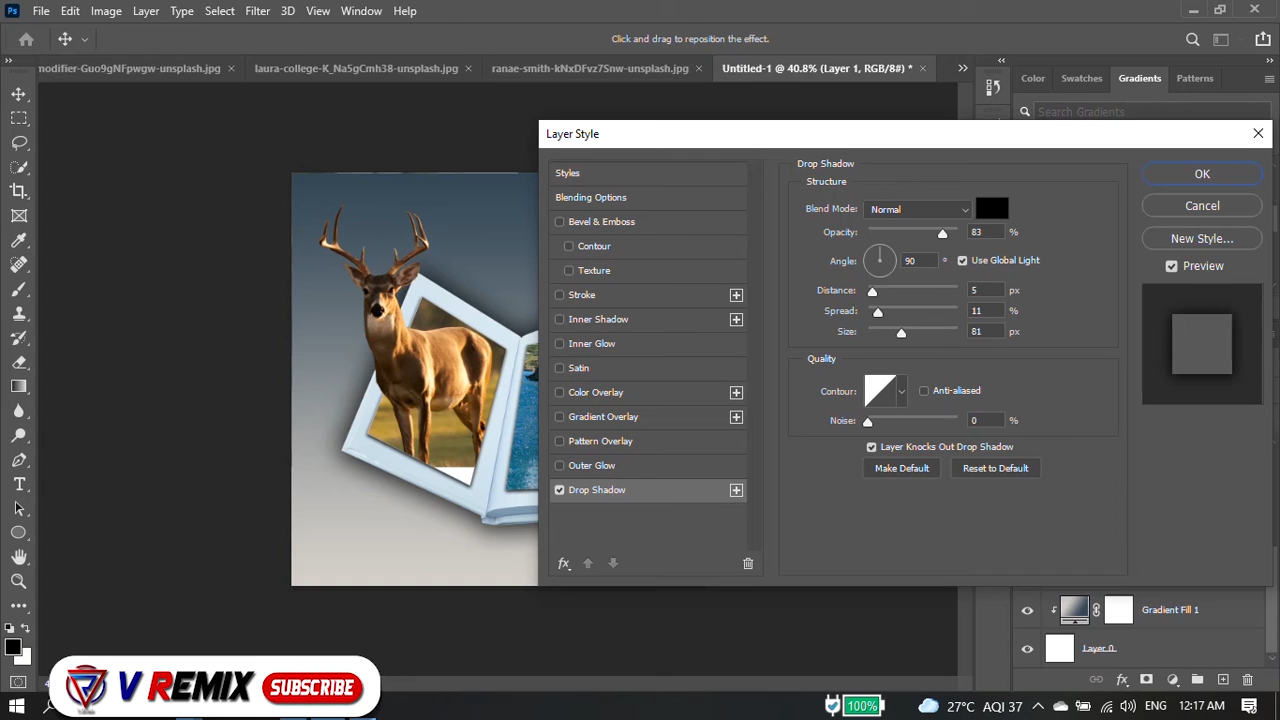 Ps File Edit Image Layer Type Select Filter 3D View Window Help
Click and drag to reposition the effect.
modifier-Guo9gNFpwgw-unsplash.jpg laura-college-K_Na5gCmh38-unsplash.jpg ranae-smith-kNxDFvz7Snw-unsplash.jpg Untitled-1 @ 40.8% (Layer 1, RGB/8#) *
Color Swatches Gradients Patterns
Search Gradients
Layer Style
Styles
Blending Options
Bevel & Emboss
Contour
Texture
Stroke
Inner Shadow
Inner Glow
Satin
Color Overlay
Gradient Overlay
Pattern Overlay
Outer Glow
Drop Shadow
fx
Drop Shadow
Structure
Blend Mode: Normal
Opacity: 83 %
Angle: 90 ° Use Global Light
Distance: 5 px
Spread: 11 %
Size: 81 px
Quality
Contour: Anti-aliased
Noise: 0 %
Layer Knocks Out Drop Shadow
Make Default Reset to Default
OK
Cancel
New Style...
Preview
Gradient Fill 1
Layer 0
fx
V REMIX SUBSCRIBE
100% 27°C AQI 37 ENG 12:17 AM